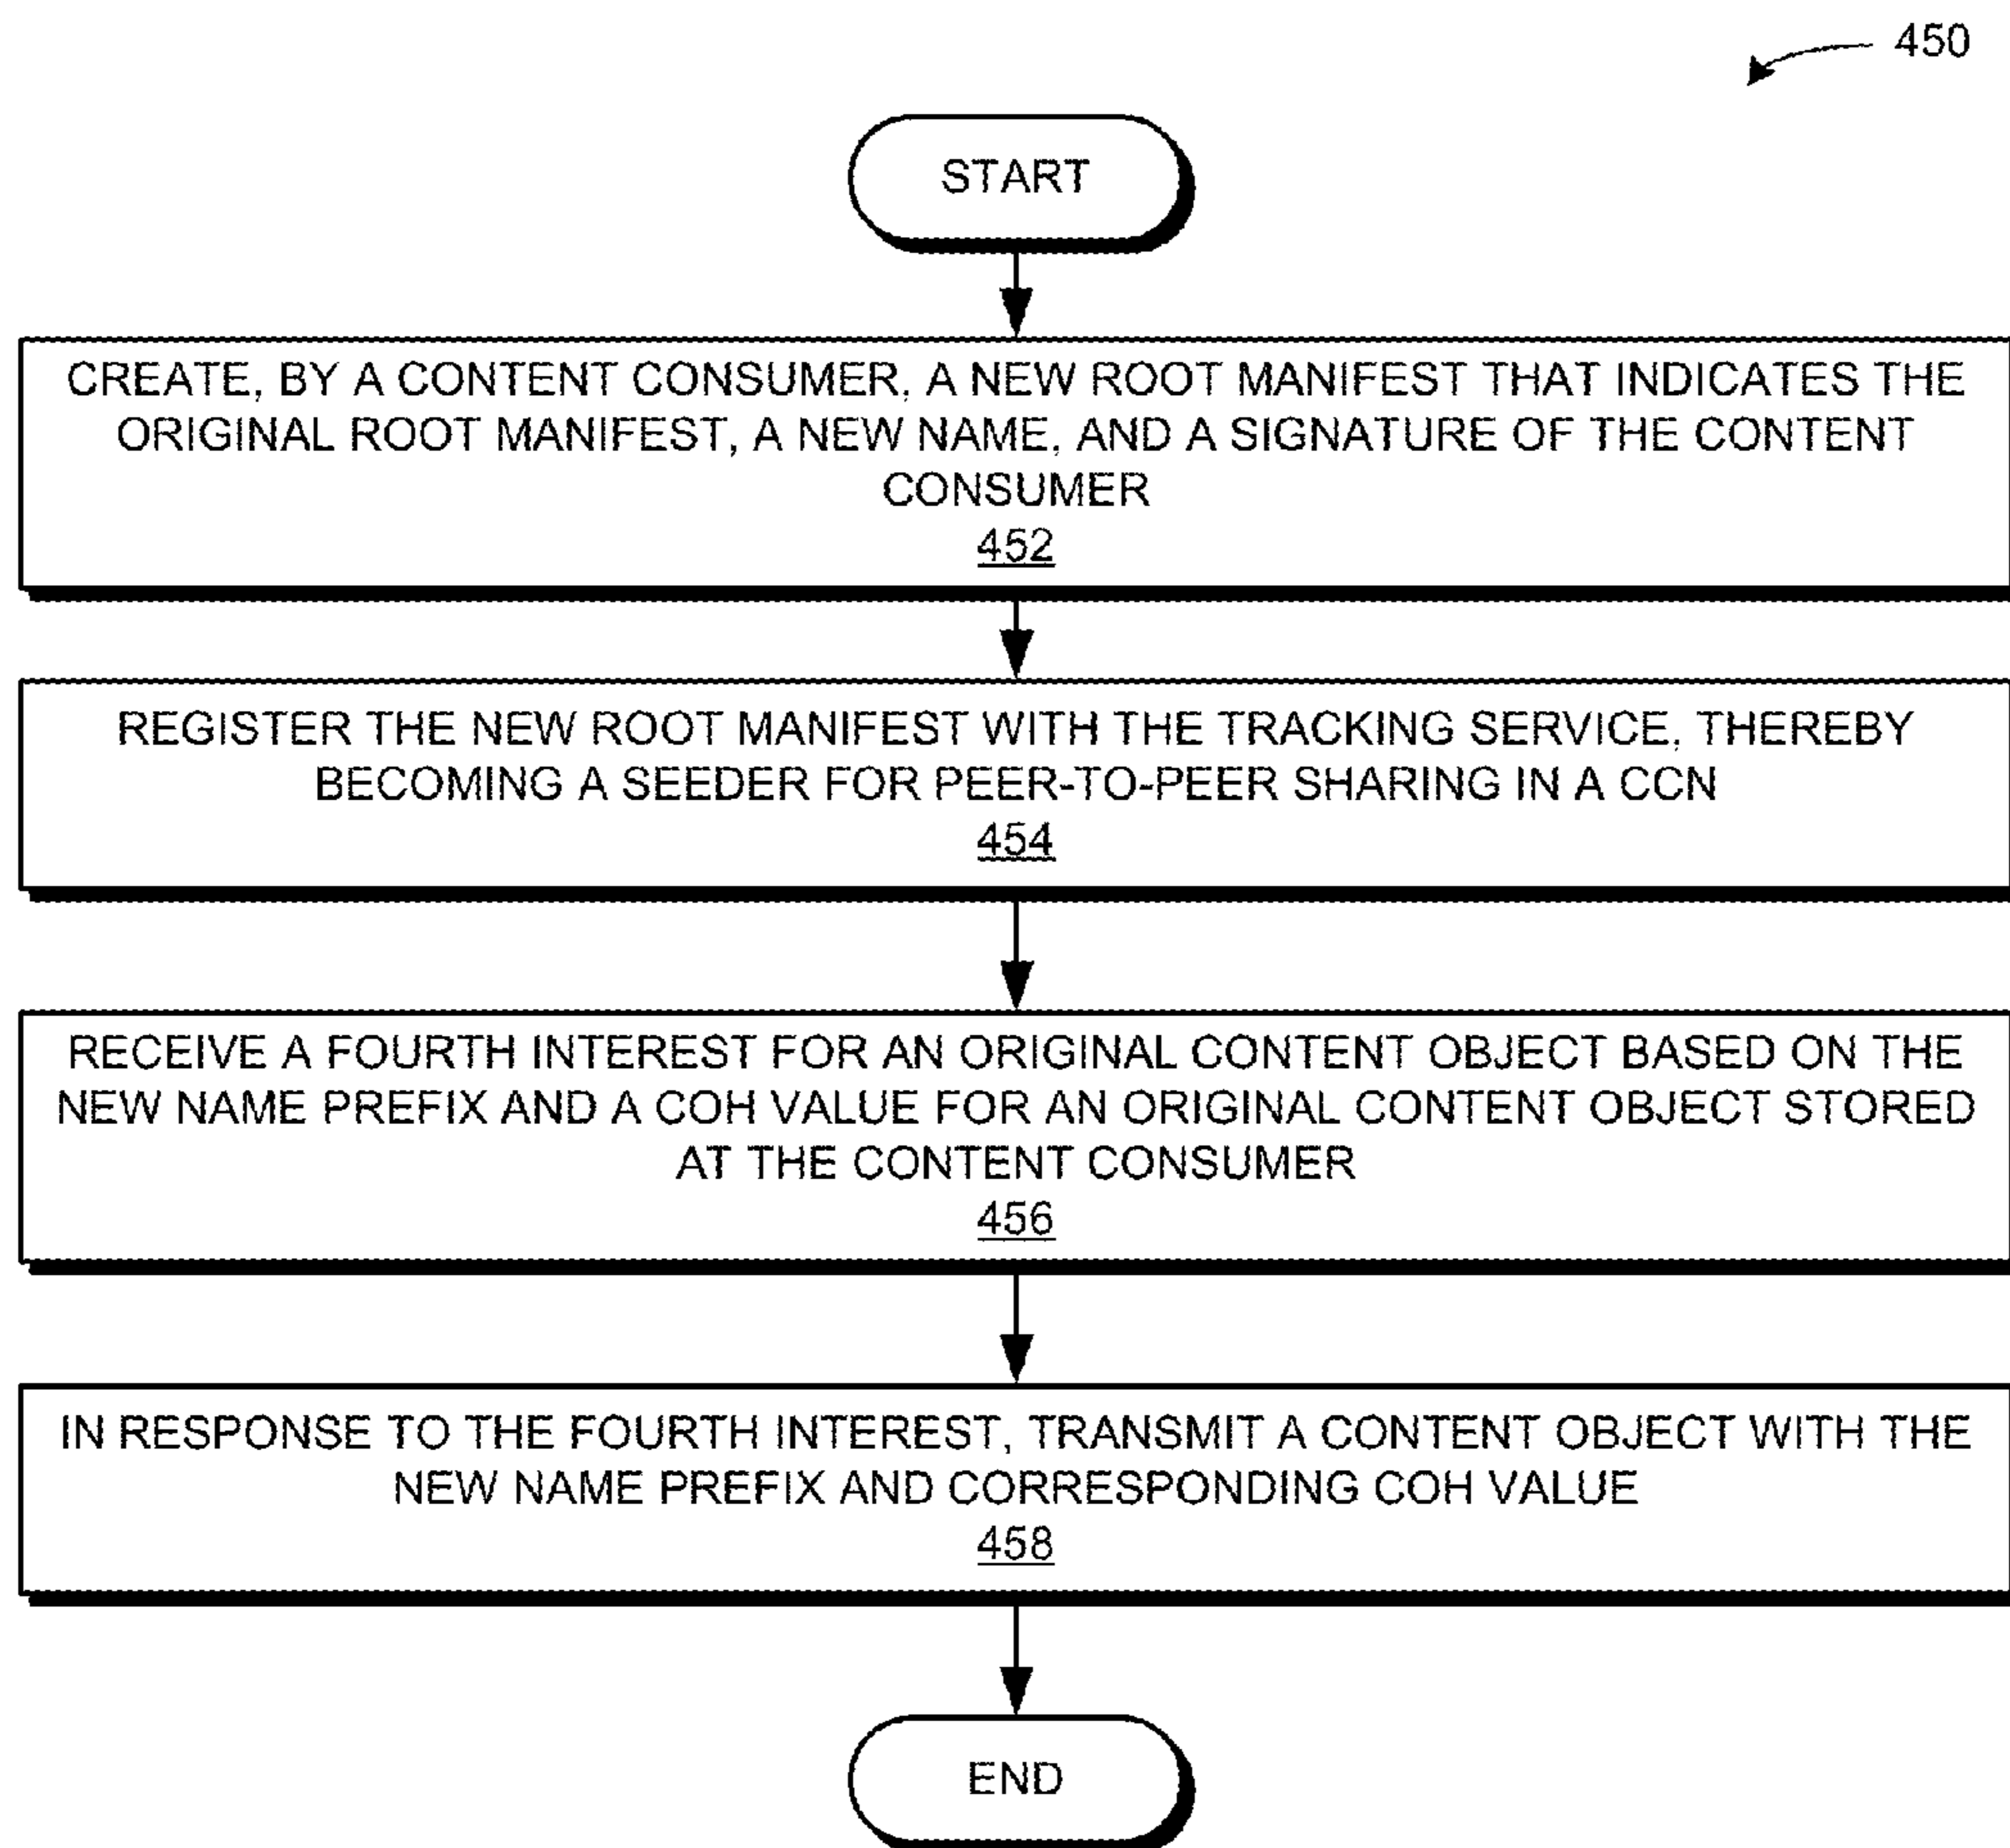 450
START
CREATE, BY A CONTENT CONSUMER, A NEW ROOT MANIFEST THAT INDICATES THE
ORIGINAL ROOT MANIFEST, A NEW NAME, AND A SIGNATURE OF THE CONTENT
CONSUMER
452
REGISTER THE NEW ROOT MANIFEST WITH THE TRACKING SERVICE, THEREBY
BECOMING A SEEDER FOR PEER-TO-PEER SHARING IN A CCN
454
RECEIVE A FOURTH INTEREST FOR AN ORIGINAL CONTENT OBJECT BASED ON THE
NEW NAME PREFIX AND A COH VALUE FOR AN ORIGINAL CONTENT OBJECT STORED
AT THE CONTENT CONSUMER
456
IN RESPONSE TO THE FOURTH INTEREST, TRANSMIT A CONTENT OBJECT WITH THE
NEW NAME PREFIX AND CORRESPONDING COH VALUE
458
END